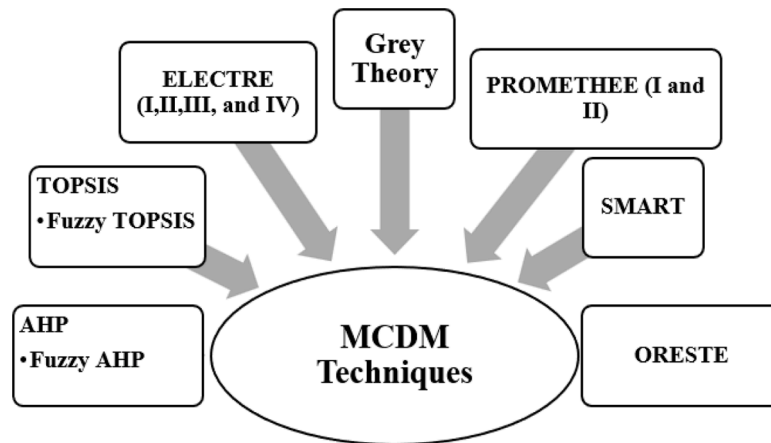 Grey
Theory
ELECTRE
(I,II,III, and IV)
PROMETHEE (I and
II)
TOPSIS
•Fuzzy TOPSIS
SMART
AHP
•Fuzzy AHP
MCDM
Techniques
ORESTE